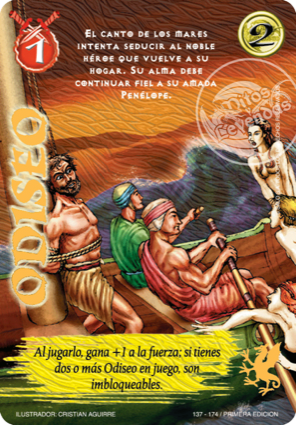 1
2
EL CANTO DE LOS MARES
INTENTA SEDUCIR AL NOBLE
HÉROE QUE VUELVE A SU
HOGAR. SU ALMA DEBE
CONTINUAR FIEL A SU AMADA
PENÉLOPE.
Mitos
y
Leyendas
ODISEO
Al jugarlo, gana +1 a la fuerza; si tienes
dos o más Odiseo en juego, son
imbloqueables.
ILUSTRADOR: CRISTIAN AGUIRRE
137 - 174 / PRIMERA EDICION